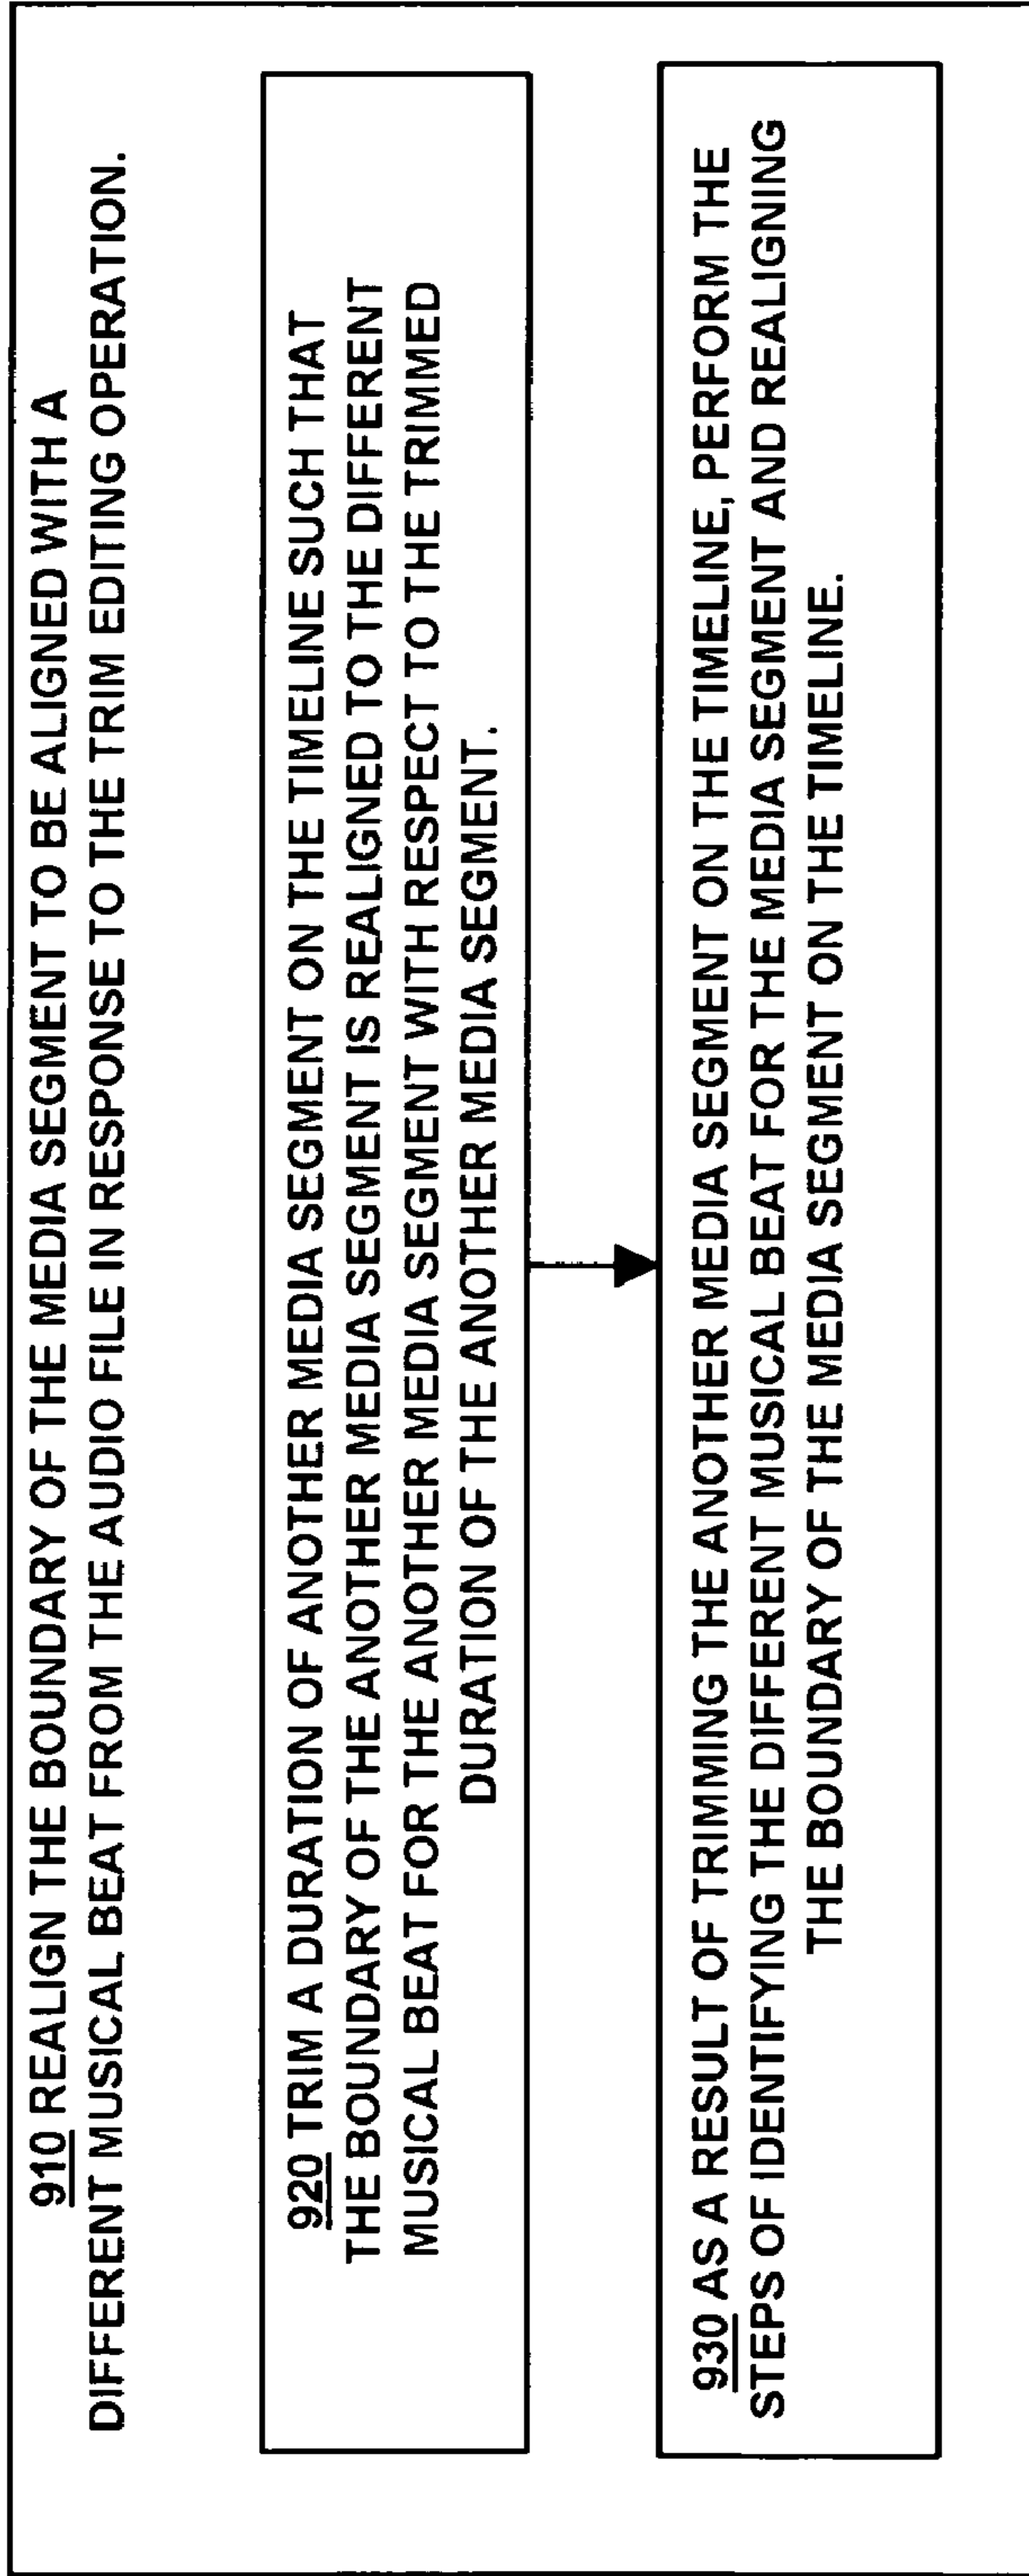 910 REALIGN THE BOUNDARY OF THE MEDIA SEGMENT TO BE ALIGNED WITH A
DIFFERENT MUSICAL BEAT FROM THE AUDIO FILE IN RESPONSE TO THE TRIM EDITING OPERATION.
920 TRIM A DURATION OF ANOTHER MEDIA SEGMENT ON THE TIMELINE SUCH THAT
THE BOUNDARY OF THE ANOTHER MEDIA SEGMENT IS REALIGNED TO THE DIFFERENT
MUSICAL BEAT FOR THE ANOTHER MEDIA SEGMENT WITH RESPECT TO THE TRIMMED
DURATION OF THE ANOTHER MEDIA SEGMENT.
930 AS A RESULT OF TRIMMING THE ANOTHER MEDIA SEGMENT ON THE TIMELINE, PERFORM THE
STEPS OF IDENTIFYING THE DIFFERENT MUSICAL BEAT FOR THE MEDIA SEGMENT AND REALIGNING
THE BOUNDARY OF THE MEDIA SEGMENT ON THE TIMELINE.